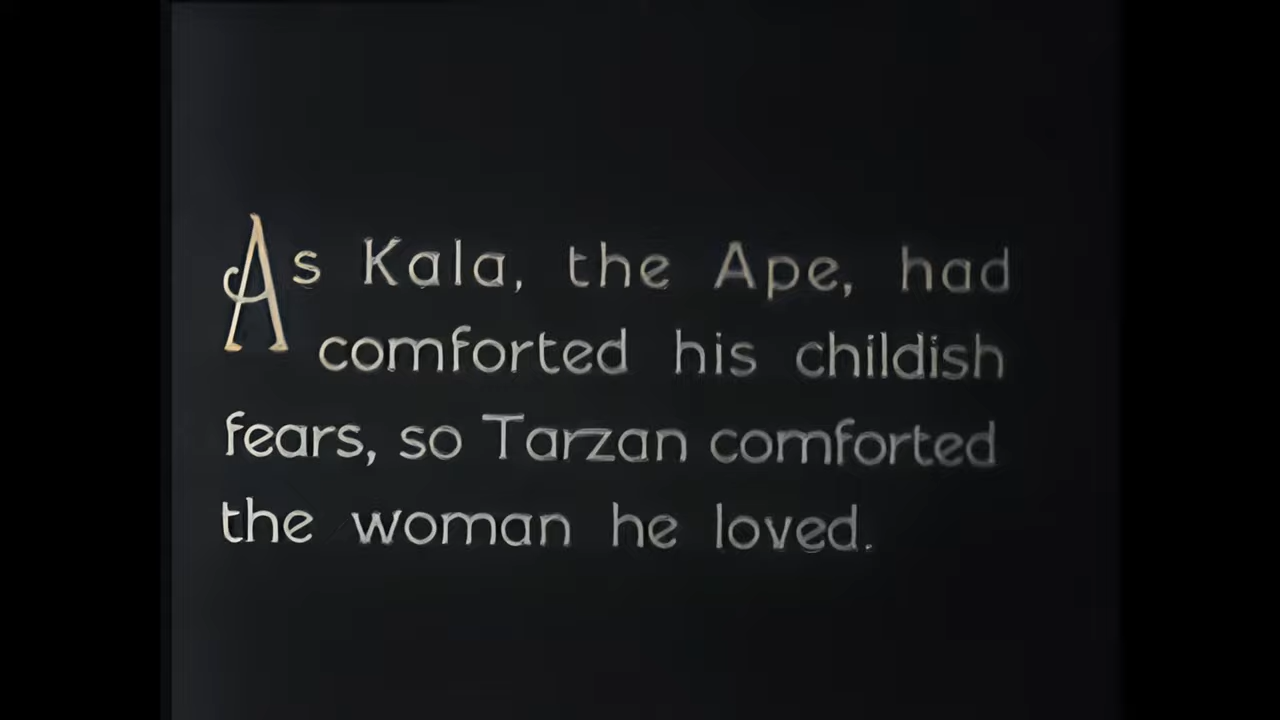 As Kala, the Ape, had
comforted his childish
fears, so Tarzan comforted
the woman he loved.